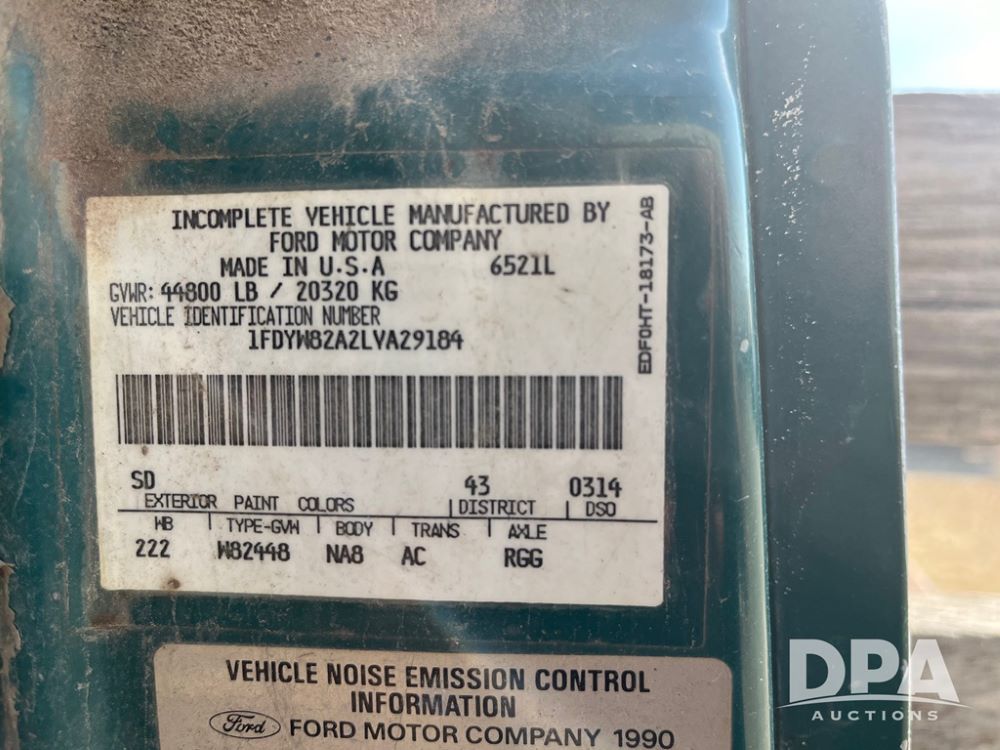 INCOMPLETE VEHICLE MANUFACTURED BY
FORD MOTOR COMPANY
MADE IN U.S.A 6521L
GVWR: 44800 LB / 20320 KG
VEHICLE IDENTIFICATION NUMBER
1FDYW82A2LVA29184
EDF0HT-18173-AB
SD 43 0314
EXTERIOR PAINT COLORS DISTRICT DSO
WB TYPE-GVW BODY TRANS AXLE
222 W82448 NA8 AC RGG
VEHICLE NOISE EMISSION CONTROL
INFORMATION
Ford FORD MOTOR COMPANY 1990
DPA
AUCTIONS